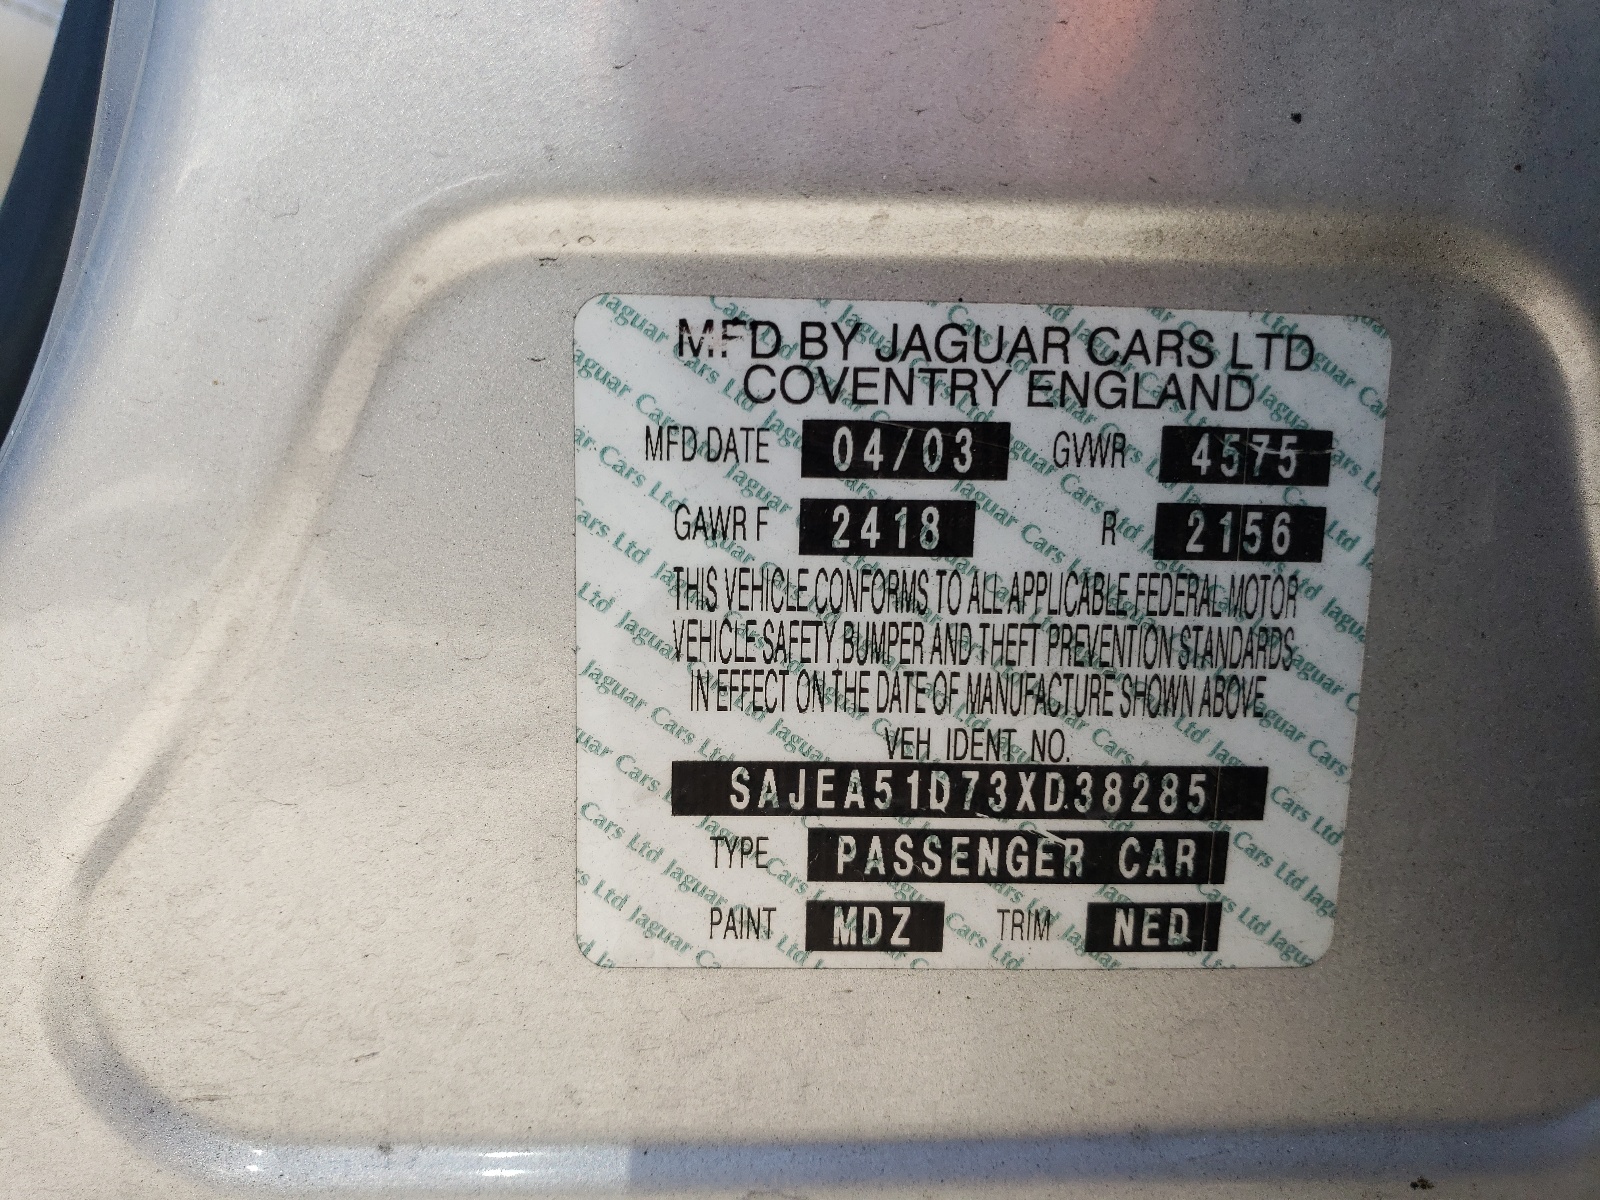 MFD BY JAGUAR CARS LTD
COVENTRY ENGLAND
MFD DATE 04/03 GVWR 4575
GAWR F 2418 R 2156
THIS VEHICLE CONFORMS TO ALL APPLICABLE FEDERAL MOTOR
VEHICLE SAFETY, BUMPER AND THEFT PREVENTION STANDARDS
IN EFFECT ON THE DATE OF MANUFACTURE SHOWN ABOVE.
VEH. IDENT. NO.
SAJEA51D73XD38285
TYPE PASSENGER CAR
PAINT MDZ TRIM NED